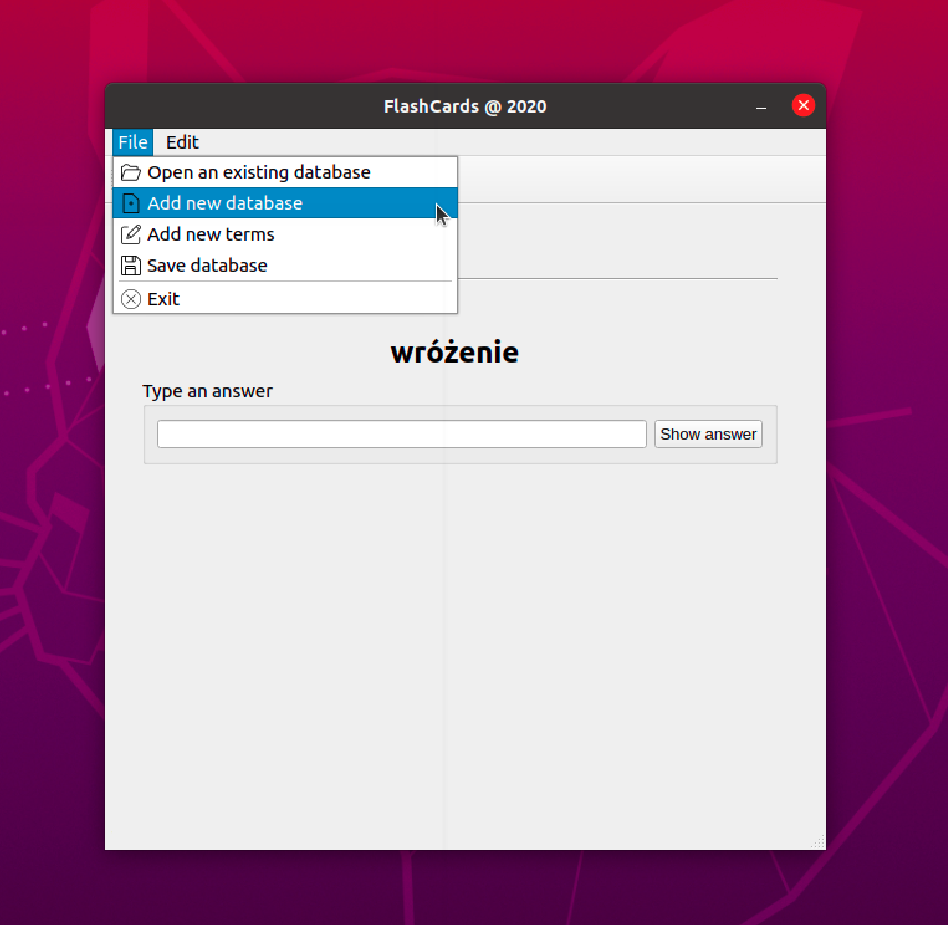 FlashCards @ 2020
File Edit
Open an existing database
Add new database
Add new terms
Save database
Exit
wróżenie
Type an answer
Show answer